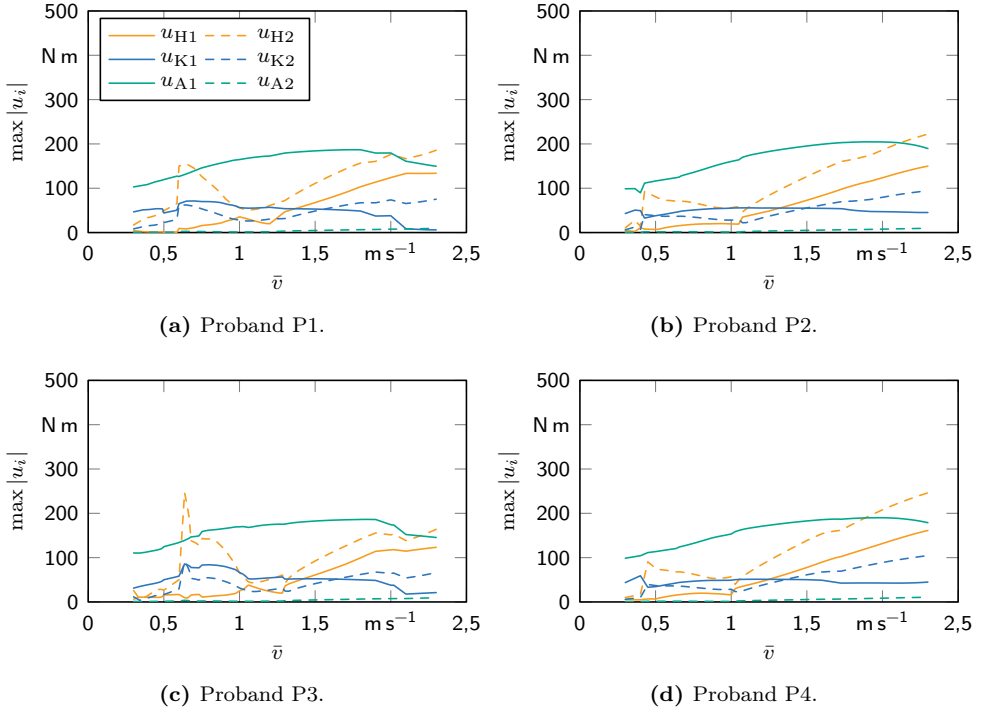 500
N m
300
200
100
0
max |u_i|
u_H1 u_H2
u_K1 u_K2
u_A1 u_A2
0 0,5 1 1,5 m s⁻¹ 2,5
v̄
(a) Proband P1.
500
N m
300
200
100
0
max |u_i|
0 0,5 1 1,5 m s⁻¹ 2,5
v̄
(b) Proband P2.
500
N m
300
200
100
0
max |u_i|
0 0,5 1 1,5 m s⁻¹ 2,5
v̄
(c) Proband P3.
500
N m
300
200
100
0
max |u_i|
0 0,5 1 1,5 m s⁻¹ 2,5
v̄
(d) Proband P4.